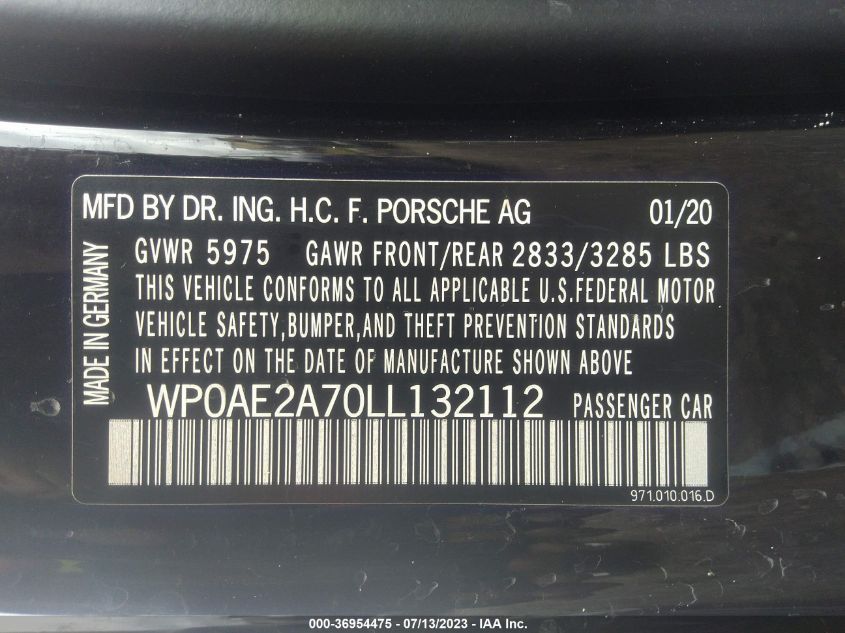 MFD BY DR. ING. H.C. F. PORSCHE AG 01/20
GVWR 5975 GAWR FRONT/REAR 2833/3285 LBS
THIS VEHICLE CONFORMS TO ALL APPLICABLE U.S.FEDERAL MOTOR
VEHICLE SAFETY,BUMPER,AND THEFT PREVENTION STANDARDS
IN EFFECT ON THE DATE OF MANUFACTURE SHOWN ABOVE
MADE IN GERMANY
WP0AE2A70LL132112 PASSENGER CAR
971.010.016.D
000-36954475 - 07/13/2023 - © IAA Inc.